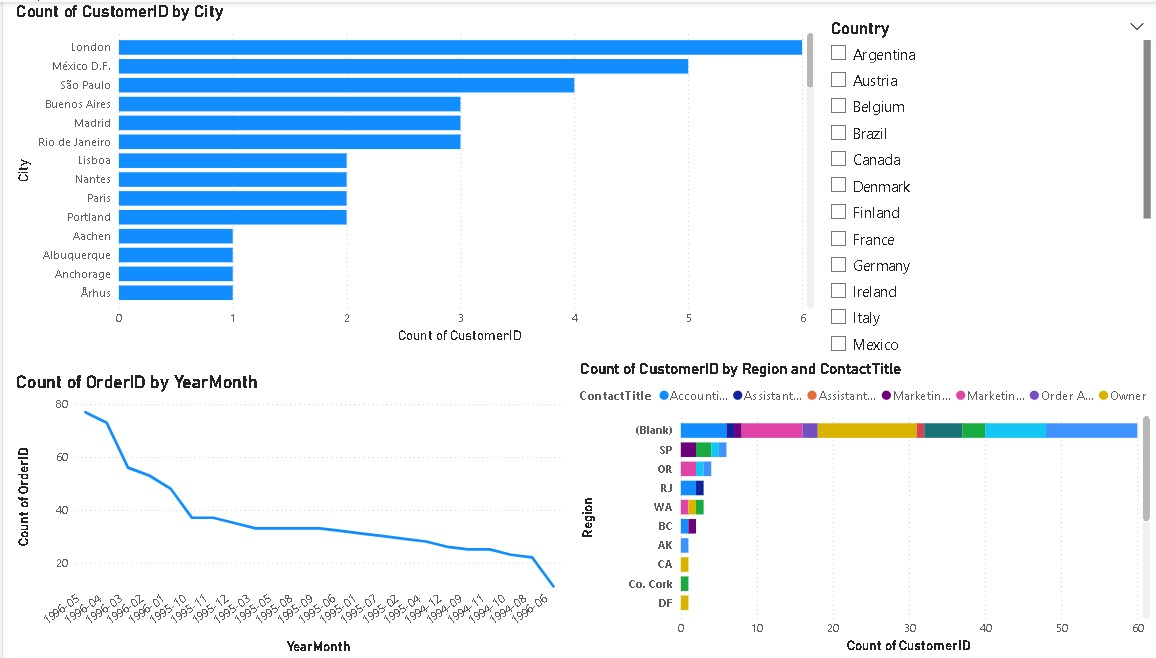 Count of CustomerID by City
City
London
México D.F.
São Paulo
Buenos Aires
Madrid
Rio de Janeiro
Lisboa
Nantes
Paris
Portland
Aachen
Albuquerque
Anchorage
Århus
0 1 2 3 4 5 6
Count of CustomerID
Country
Argentina
Austria
Belgium
Brazil
Canada
Denmark
Finland
France
Germany
Ireland
Italy
Mexico
Count of OrderID by YearMonth
Count of OrderID
80
60
40
20
1996-05 1996-04 1996-03 1996-02 1996-01 1995-10 1995-11 1995-12 1995-03 1995-05 1995-08 1995-09 1995-06 1995-01 1995-07 1995-02 1995-04 1994-12 1994-09 1994-11 1994-10 1994-08 1996-06
YearMonth
Count of CustomerID by Region and ContactTitle
ContactTitle Accounti... Assistant... Assistant... Marketin... Marketin... Order A... Owner
Region
(Blank)
SP
OR
RJ
WA
BC
AK
CA
Co. Cork
DF
0 10 20 30 40 50 60
Count of CustomerID